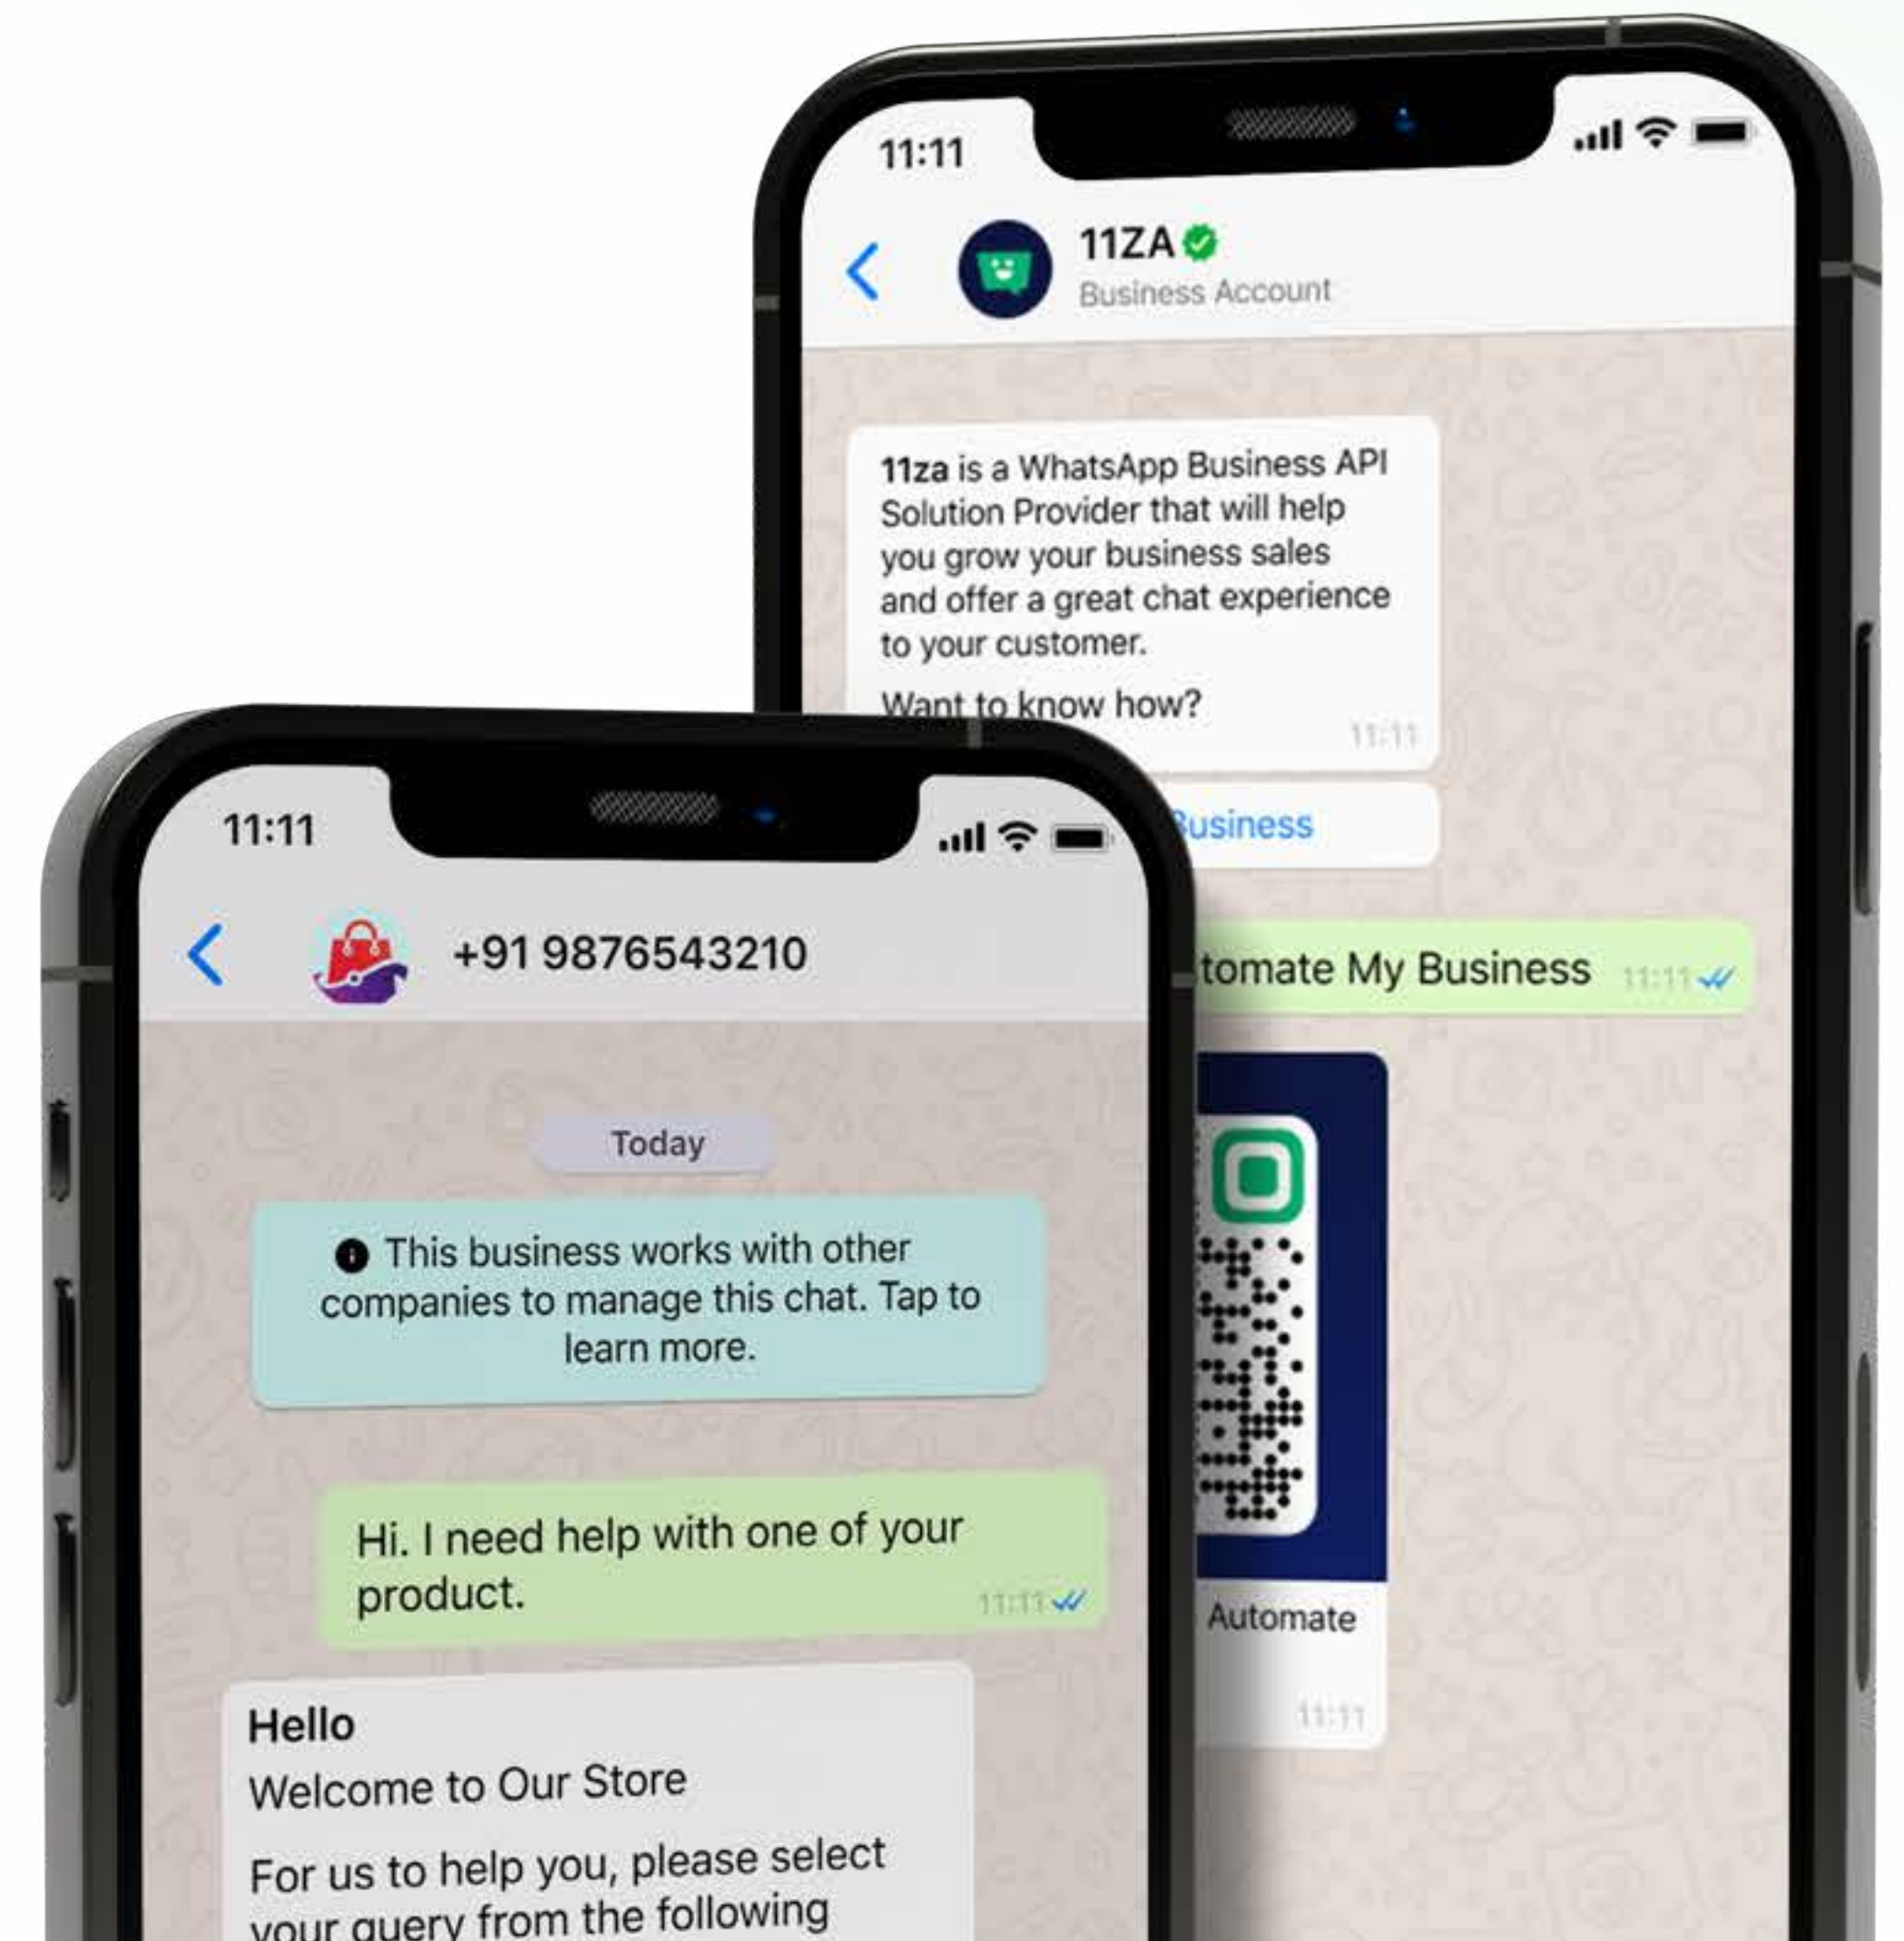 11:11
11ZA
Business Account
11za is a WhatsApp Business API
Solution Provider that will help
you grow your business sales
and offer a great chat experience
to your customer.
Want to know how?
11:11
Business
tomate My Business 11:11
Automate
11:11
11:11
+91 9876543210
Today
This business works with other
companies to manage this chat. Tap to
learn more.
Hi. I need help with one of your
product.
11:11
Hello
Welcome to Our Store
For us to help you, please select
your query from the following